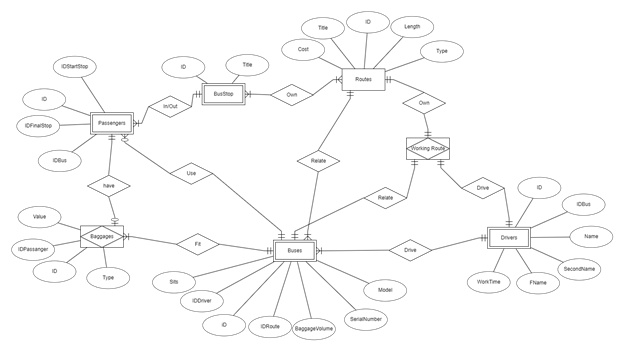 Title
ID
Length
IDStartStop
Cost
Type
ID
Title
Routes
ID
BusStop
Own
In/Out
Own
IDFinalStop
Passengers
Working Route
IDBus
Relate
Use
have
Relate
Drive
ID
IDBus
Value
Baggages
Name
Drivers
IDPassanger
Fit
Buses
Drive
ID
Type
SecondName
Sits
WorkTime
FName
Model
IDDriver
ID
IDRoute
BaggageVolume
SerialNumber